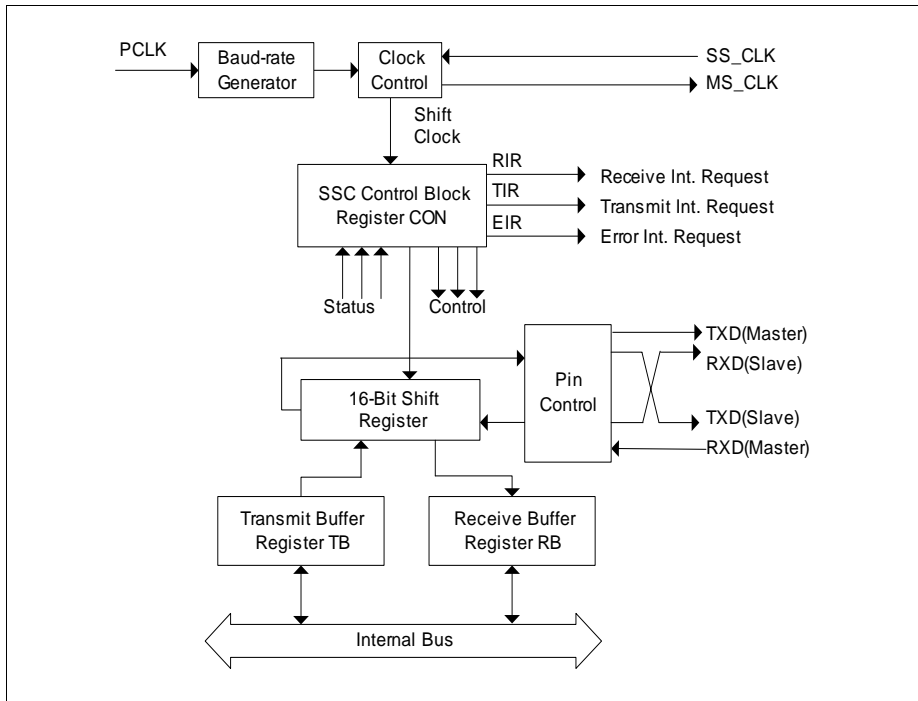 PCLK
Baud-rate
Generator
Clock
Control
SS_CLK
MS_CLK
Shift
Clock
SSC Control Block
Register CON
RIR
TIR
EIR
Receive Int. Request
Transmit Int. Request
Error Int. Request
Status
Control
16-Bit Shift
Register
Pin
Control
TXD(Master)
RXD(Slave)
TXD(Slave)
RXD(Master)
Transmit Buffer
Register TB
Receive Buffer
Register RB
Internal Bus